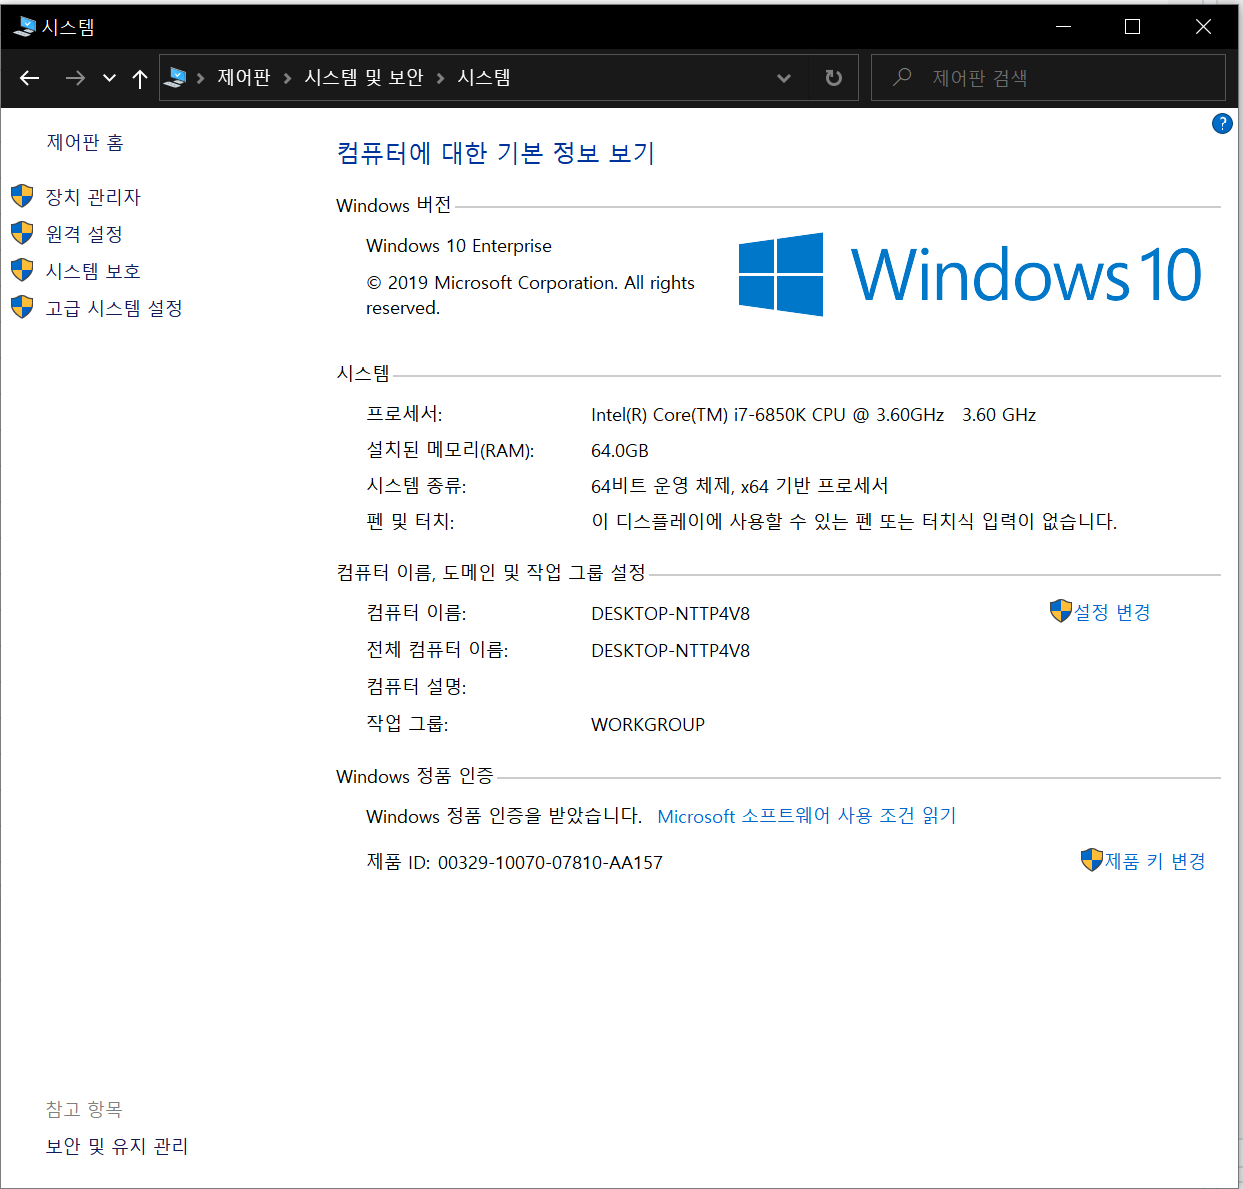 시스템
제어판 시스템 및 보안 시스템
제어판 검색
제어판 홈
장치 관리자
원격 설정
시스템 보호
고급 시스템 설정
컴퓨터에 대한 기본 정보 보기
Windows 버전
Windows 10 Enterprise
© 2019 Microsoft Corporation. All rights
reserved.
Windows 10
시스템
프로세서: Intel(R) Core(TM) i7-6850K CPU @ 3.60GHz 3.60 GHz
설치된 메모리(RAM): 64.0GB
시스템 종류: 64비트 운영 체제, x64 기반 프로세서
펜 및 터치: 이 디스플레이에 사용할 수 있는 펜 또는 터치식 입력이 없습니다.
컴퓨터 이름, 도메인 및 작업 그룹 설정
컴퓨터 이름: DESKTOP-NTTP4V8 설정 변경
전체 컴퓨터 이름: DESKTOP-NTTP4V8
컴퓨터 설명:
작업 그룹: WORKGROUP
Windows 정품 인증
Windows 정품 인증을 받았습니다. Microsoft 소프트웨어 사용 조건 읽기
제품 ID: 00329-10070-07810-AA157 제품 키 변경
참고 항목
보안 및 유지 관리